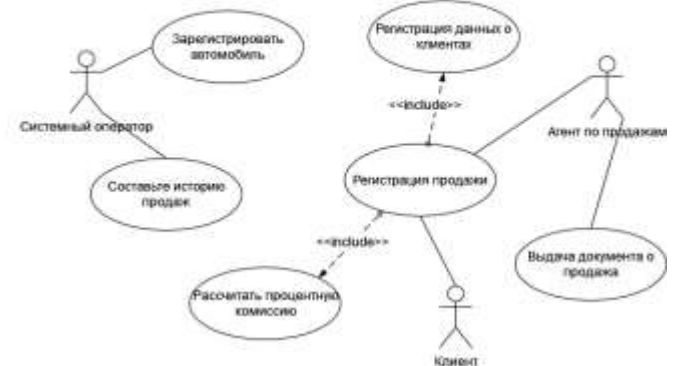 Зарегистрировать
автомобиль
Регистрация данных о
клиентах
<<include>>
Системный оператор
Агент по продажам
Составьте историю
продаж
Регистрация продажи
<<include>>
Выдача документа о
продажа
Рассчитать процентную
комиссию
Клиент